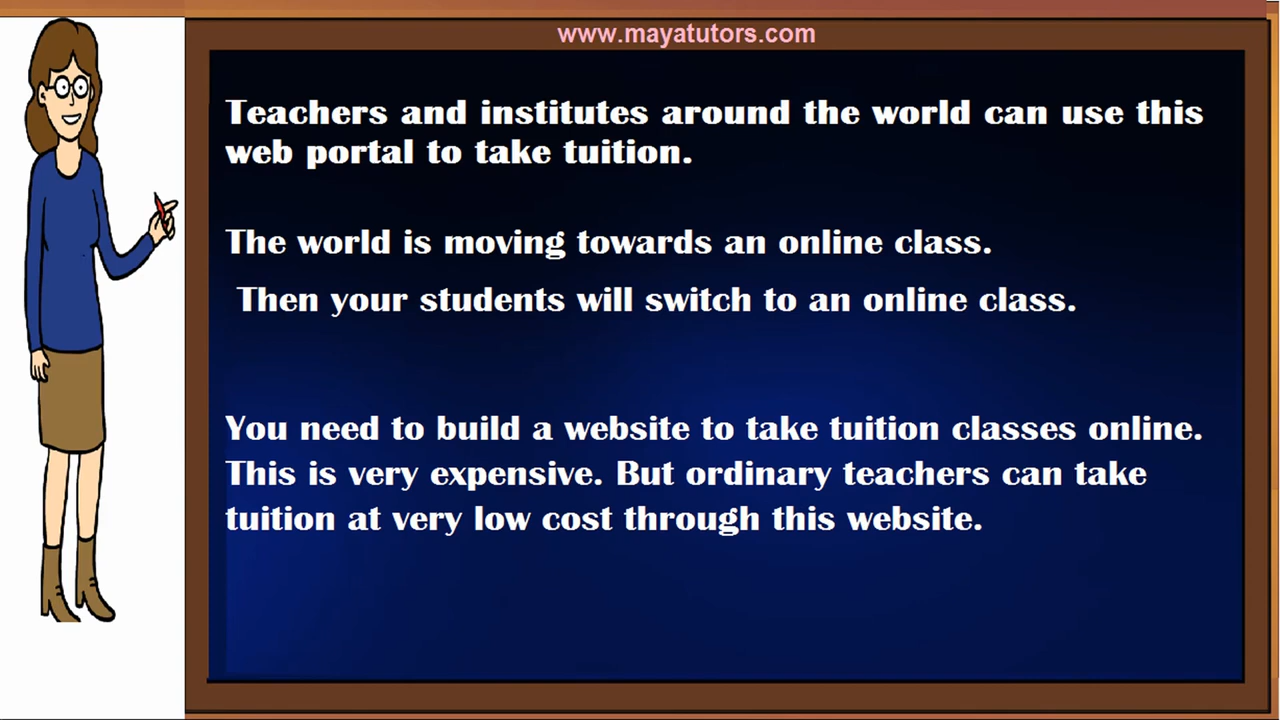 www.mayatutors.com
Teachers and institutes around the world can use this
web portal to take tuition.
The world is moving towards an online class.
Then your students will switch to an online class.
You need to build a website to take tuition classes online.
This is very expensive. But ordinary teachers can take
tuition at very low cost through this website.